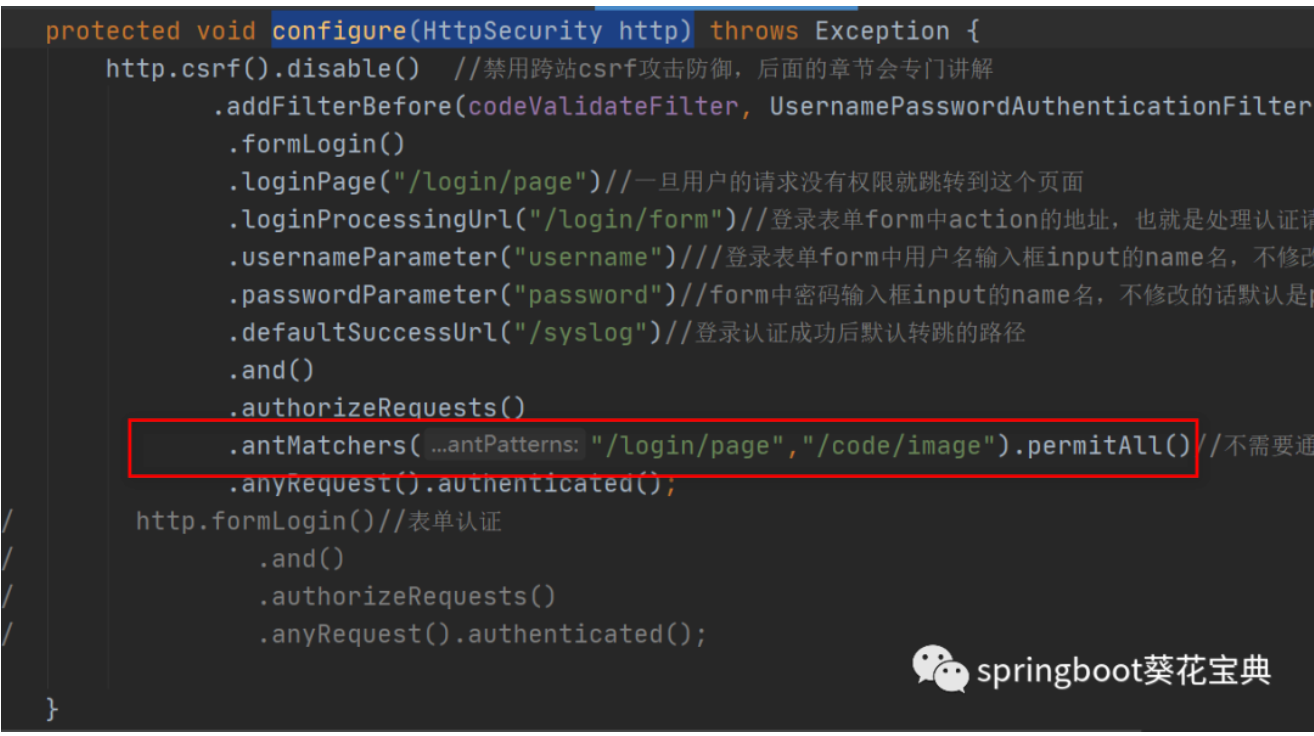 protected void configure(HttpSecurity http) throws Exception {
http.csrf().disable()  //禁用跨站csrf攻击防御，后面的章节会专门讲解
.addFilterBefore(codeValidateFilter, UsernamePasswordAuthenticationFilter
.formLogin()
.loginPage("/login/page")//一旦用户的请求没有权限就跳转到这个页面
.loginProcessingUrl("/login/form")//登录表单form中action的地址，也就是处理认证请
.usernameParameter("username")///登录表单form中用户名输入框input的name名，不修改
.passwordParameter("password")//form中密码输入框input的name名，不修改的话默认是p
.defaultSuccessUrl("/syslog")//登录认证成功后默认转跳的路径
.and()
.authorizeRequests()
.antMatchers( ...antPatterns: "/login/page","/code/image").permitAll()//不需要通
.anyRequest().authenticated();
/ http.formLogin()//表单认证
/ .and()
/ .authorizeRequests()
/ .anyRequest().authenticated();
springboot葵花宝典
}